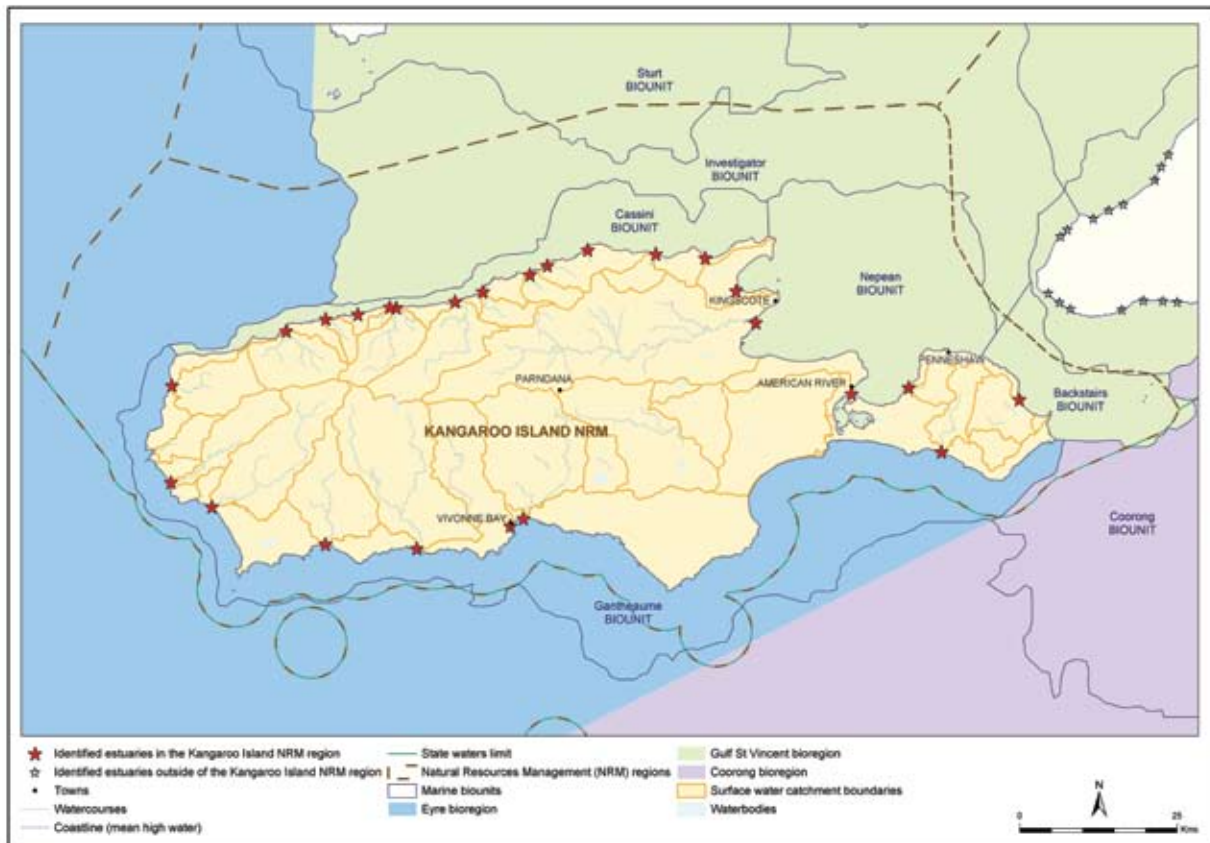 Sturt
BIOUNIT
Investigator
BIOUNIT
Cassini
BIOUNIT
Nepean
BIOUNIT
KINGSCOTE
PENNESHAW
PARNDANA
AMERICAN RIVER
Backstairs
BIOUNIT
KANGAROO ISLAND NRM
VIVONNE BAY
Coorong
BIOUNIT
Gantheaume
BIOUNIT
Identified estuaries in the Kangaroo Island NRM region
Identified estuaries outside of the Kangaroo Island NRM region
Towns
Watercourses
Coastline (mean high water)
State waters limit
Natural Resources Management (NRM) regions
Marine biounits
Eyre bioregion
Gulf St Vincent bioregion
Coorong bioregion
Surface water catchment boundaries
Waterbodies
N
0 25
Kms